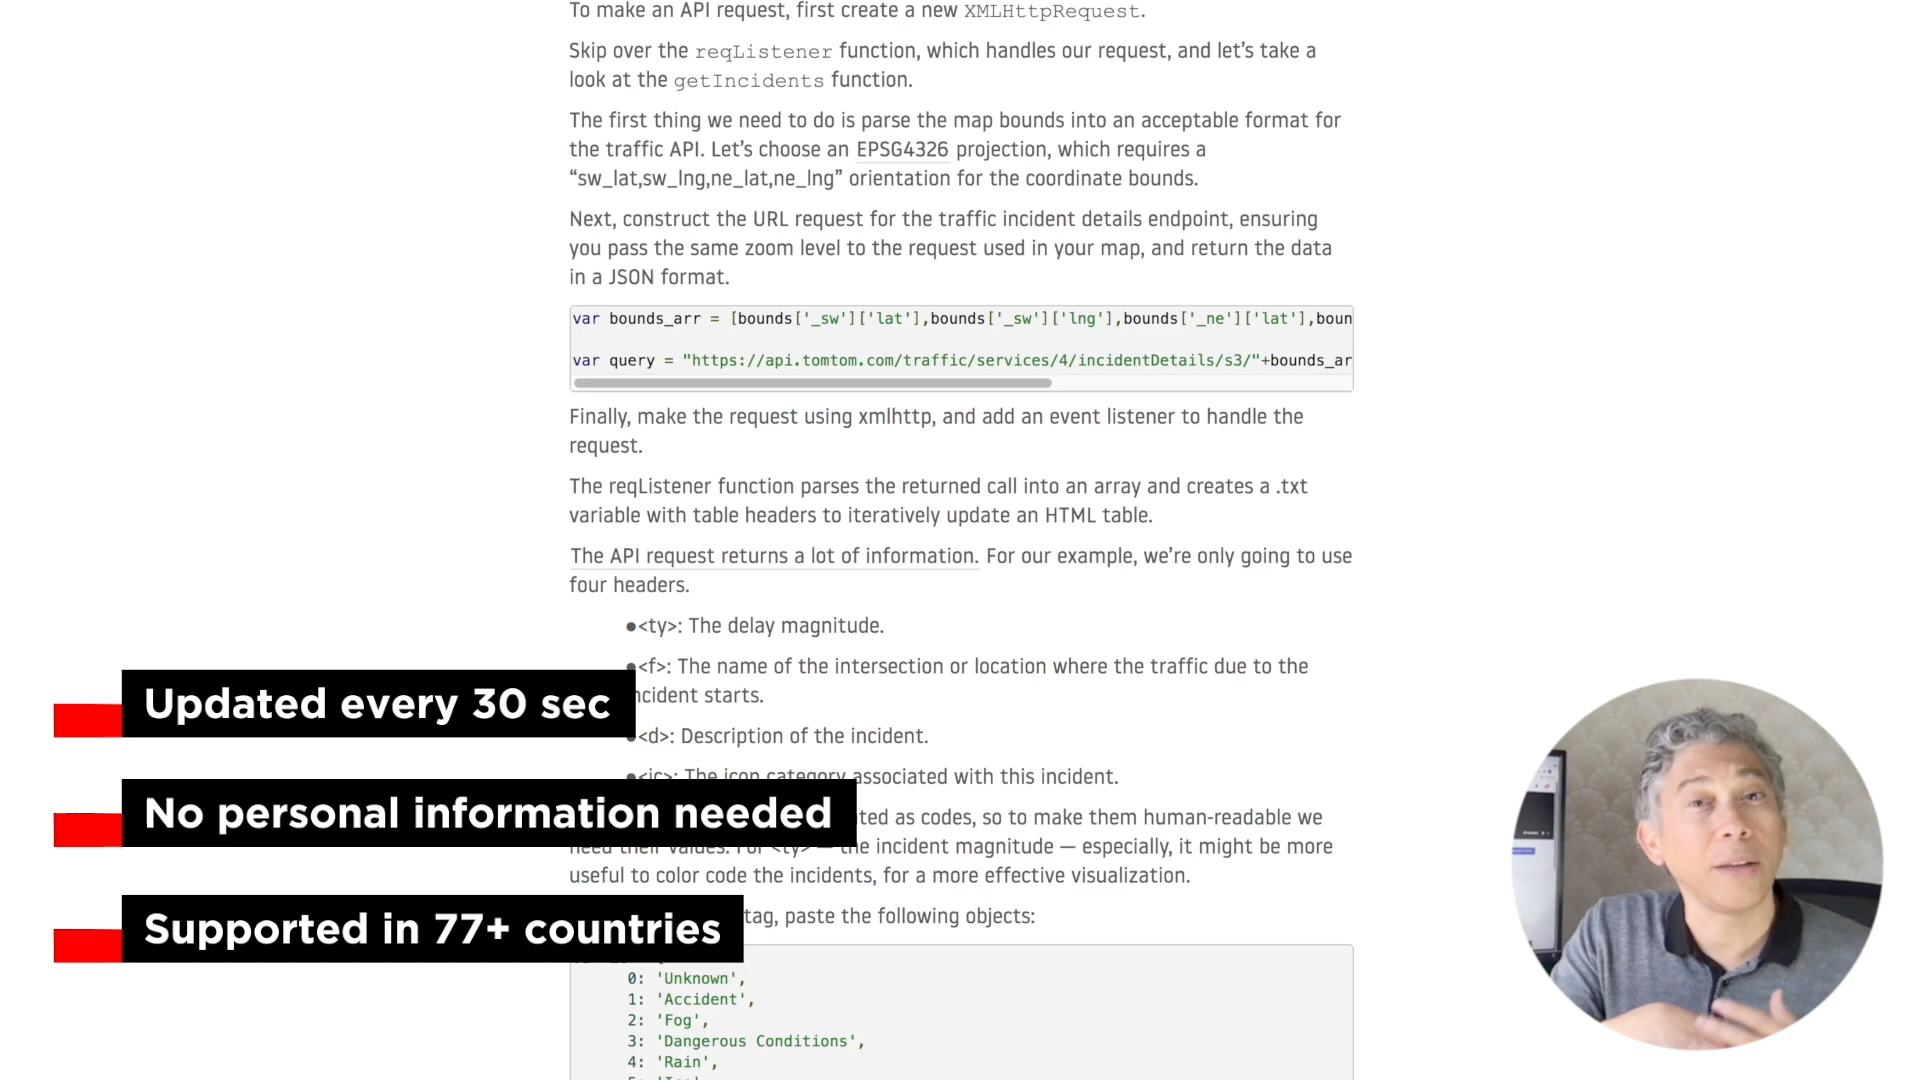 To make an API request, first create a new XMLHttpRequest.
Skip over the reqListener function, which handles our request, and let’s take a
look at the getIncidents function.
The first thing we need to do is parse the map bounds into an acceptable format for
the traffic API. Let’s choose an EPSG4326 projection, which requires a
“sw_lat,sw_lng,ne_lat,ne_lng” orientation for the coordinate bounds.
Next, construct the URL request for the traffic incident details endpoint, ensuring
you pass the same zoom level to the request used in your map, and return the data
in a JSON format.
var bounds_arr = [bounds['_sw']['lat'],bounds['_sw']['lng'],bounds['_ne']['lat'],boun
var query = "https://api.tomtom.com/traffic/services/4/incidentDetails/s3/"+bounds_ar
Finally, make the request using xmlhttp, and add an event listener to handle the
request.
The reqListener function parses the returned call into an array and creates a .txt
variable with table headers to iteratively update an HTML table.
The API request returns a lot of information. For our example, we’re only going to use
four headers.
●<ty>: The delay magnitude.
●<f>: The name of the intersection or location where the traffic due to the
ncident starts.
Updated every 30 sec
●<d>: Description of the incident.
●<ic>: The icon category associated with this incident.
No personal information needed
ted as codes, so to make them human-readable we
need their values. For <ty> — the incident magnitude — especially, it might be more
useful to color code the incidents, for a more effective visualization.
Supported in 77+ countries
tag, paste the following objects:
0: 'Unknown',
1: 'Accident',
2: 'Fog',
3: 'Dangerous Conditions',
4: 'Rain',